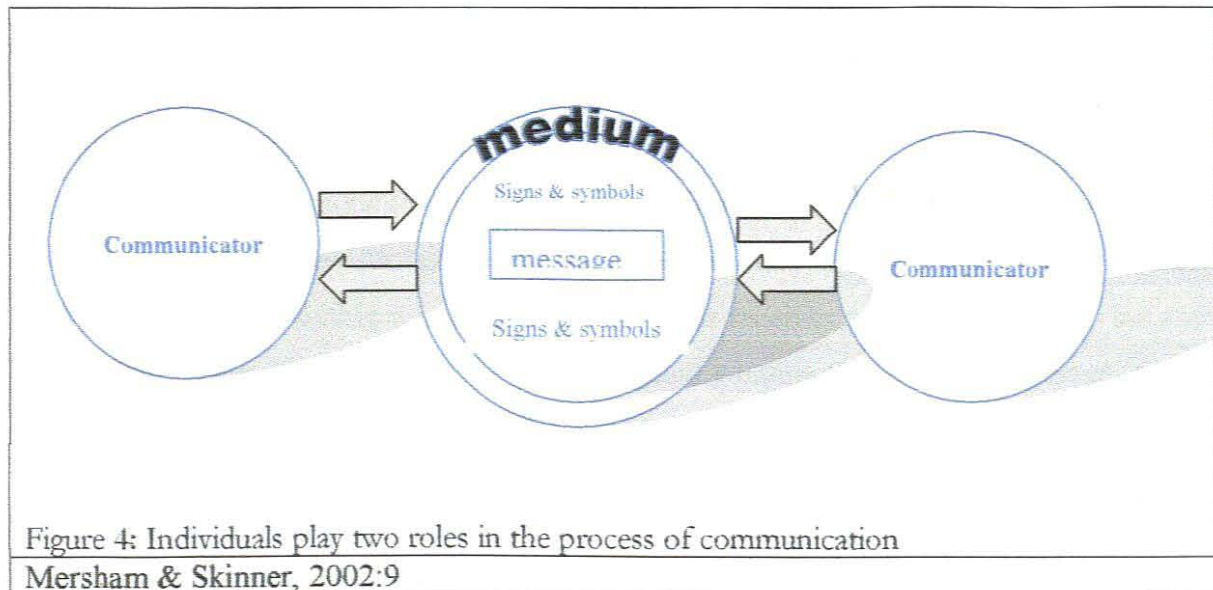 medium
Signs & symbols
Communicator
message
Communicator
Signs & symbols
Figure 4: Individuals play two roles in the process of communication
Mersham & Skinner, 2002:9